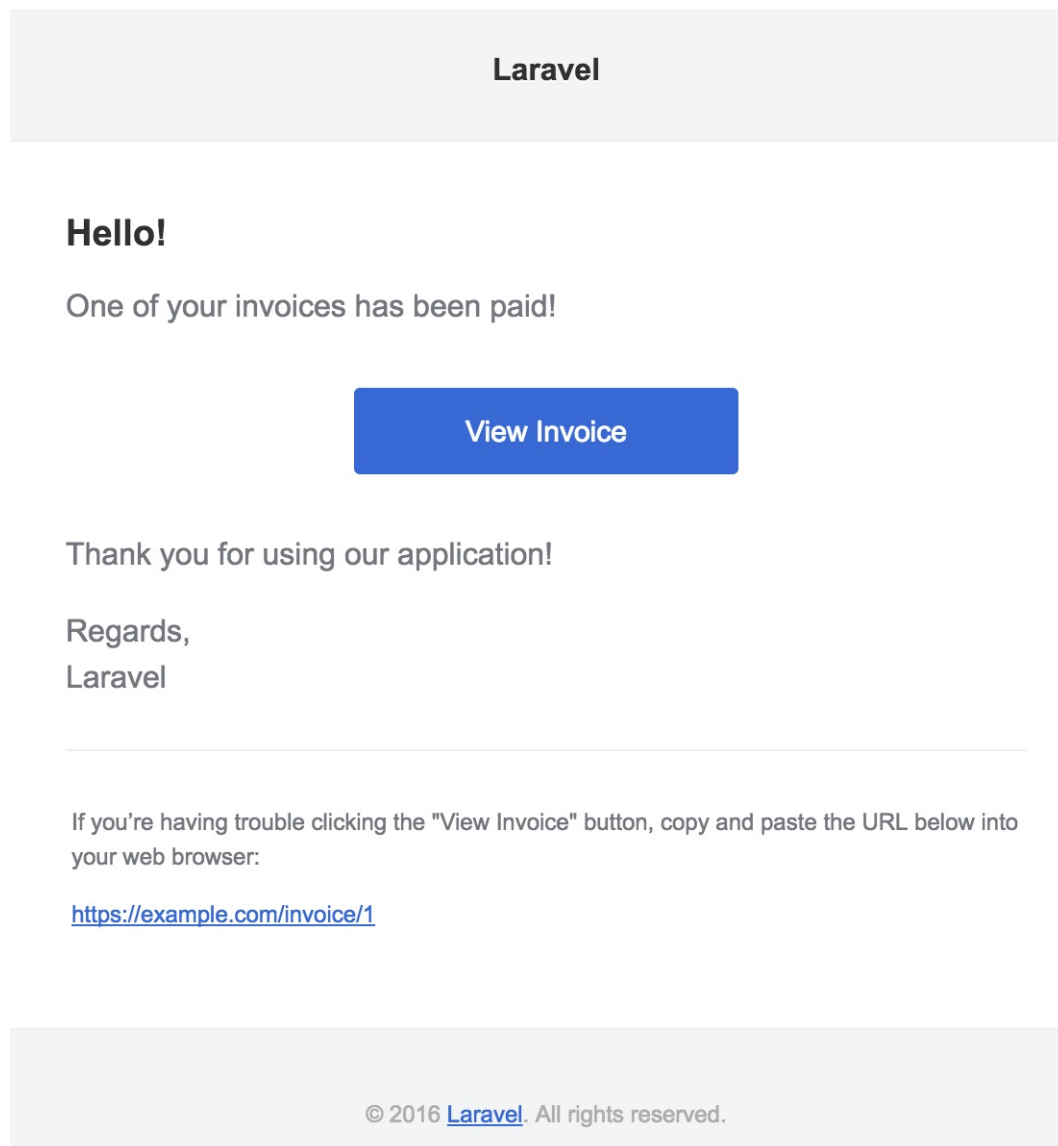 Laravel
Hello!
One of your invoices has been paid!
View Invoice
Thank you for using our application!
Regards,
Laravel
If you’re having trouble clicking the "View Invoice" button, copy and paste the URL below into
your web browser:
https://example.com/invoice/1
© 2016 Laravel. All rights reserved.